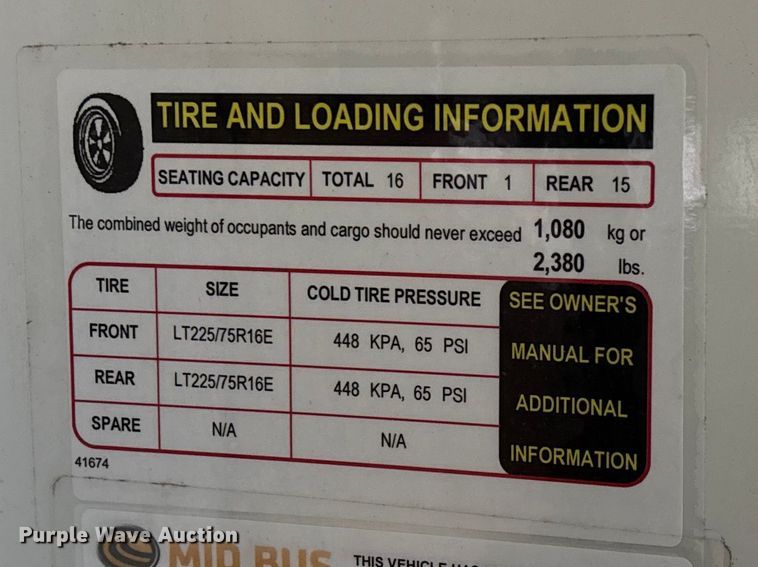 TIRE AND LOADING INFORMATION
SEATING CAPACITY TOTAL 16 FRONT 1 REAR 15
The combined weight of occupants and cargo should never exceed 1,080 kg or
2,380 lbs.
TIRE SIZE COLD TIRE PRESSURE SEE OWNER'S
FRONT LT225/75R16E 448 KPA, 65 PSI MANUAL FOR
REAR LT225/75R16E 448 KPA, 65 PSI ADDITIONAL
SPARE N/A N/A INFORMATION
41674
Purple Wave Auction
MID BUS THIS VEHICLE